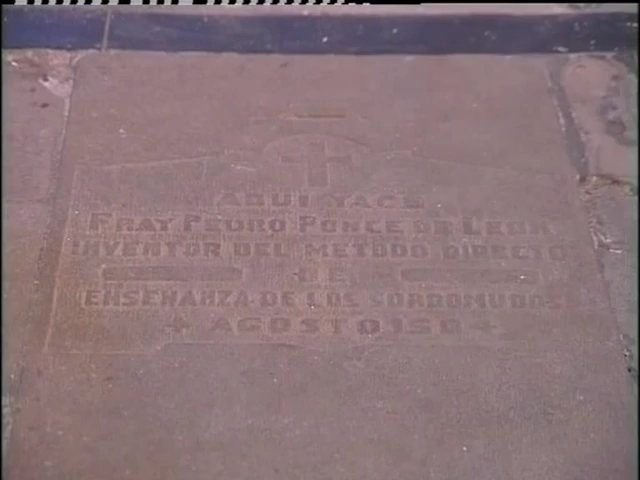 AQUI YACE
FRAY PEDRO PONCE DE LEON
INVENTOR DEL METODO DIRECTO
DE
ENSEÑANZA DE LOS SORDOMUDOS
+ AGOSTO